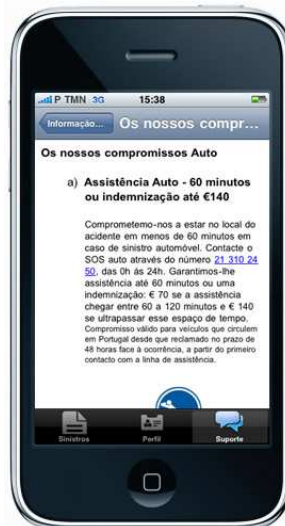 P TMN 3G 15:38
Informação... Os nossos compr...
Os nossos compromissos Auto
a) Assistência Auto - 60 minutos
ou indemnização até €140
Comprometemo-nos a estar no local do
acidente em menos de 60 minutos em
caso de sinistro automóvel. Contacte o
SOS auto através do número 21 310 24
50, das 0h às 24h. Garantimos-lhe
assistência até 60 minutos ou uma
indemnização: € 70 se a assistência
chegar entre 60 a 120 minutos e € 140
se ultrapassar esse espaço de tempo.
Compromisso válido para veículos que circulem
em Portugal desde que reclamado no prazo de
48 horas face à ocorrência, a partir do primeiro
contacto com a linha de assistência.
Sinistros Perfil Suporte